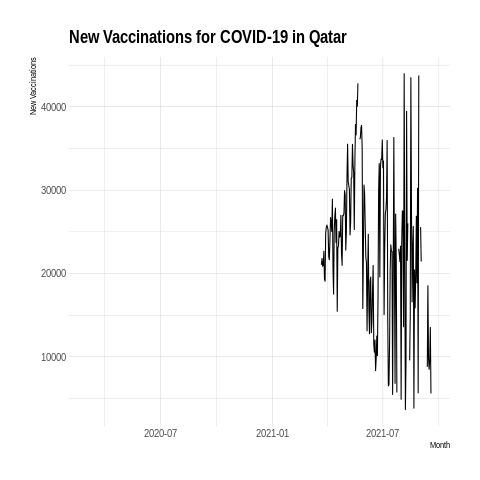 New Vaccinations for COVID-19 in Qatar
New Vaccinations
40000
30000
20000
10000
2020-07
2021-01
2021-07
Month